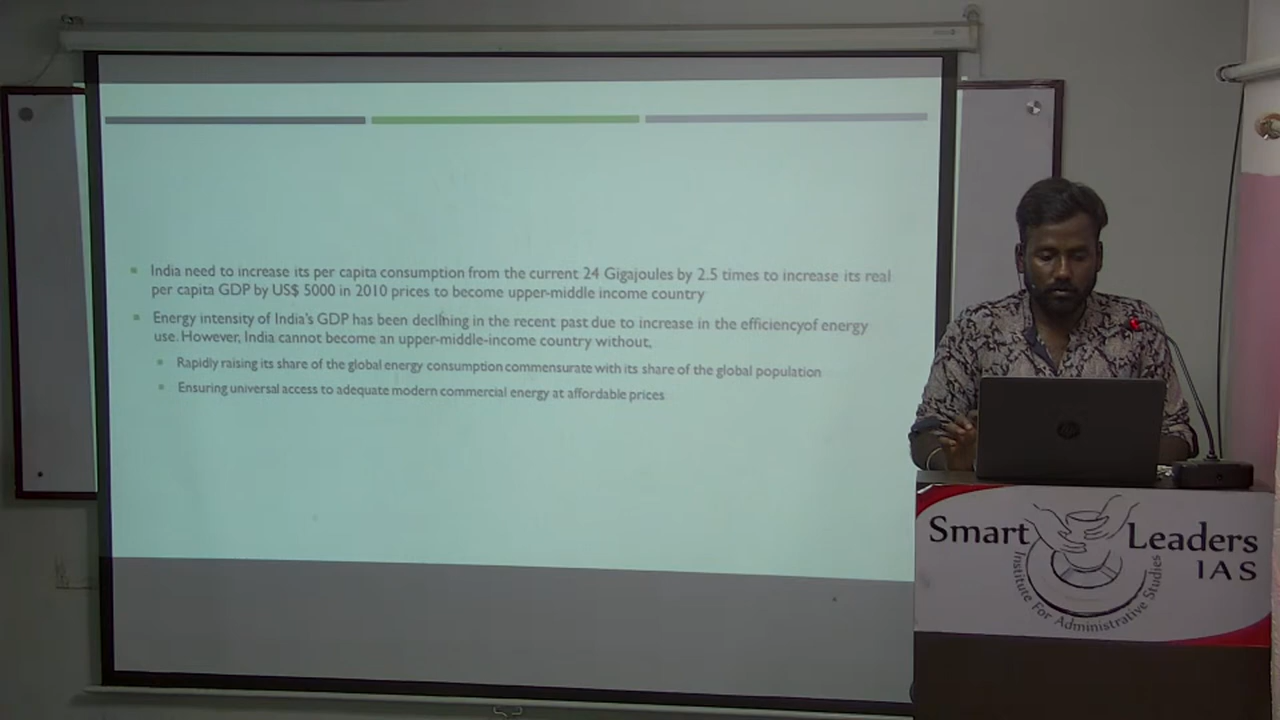 India need to increase its per capita consumption from the current 24 Gigajoules by 2.5 times to increase its real
per capita GDP by US$ 5000 in 2010 prices to become upper-middle income country
Energy intensity of India's GDP has been declining in the recent past due to increase in the efficiencyof energy
use. However, India cannot become an upper-middle-income country without,
Rapidly raising its share of the global energy consumption commensurate with its share of the global population
Ensuring universal access to adequate modern commercial energy at affordable prices
Smart Leaders
IAS
Institute For Administrative Studies
hp